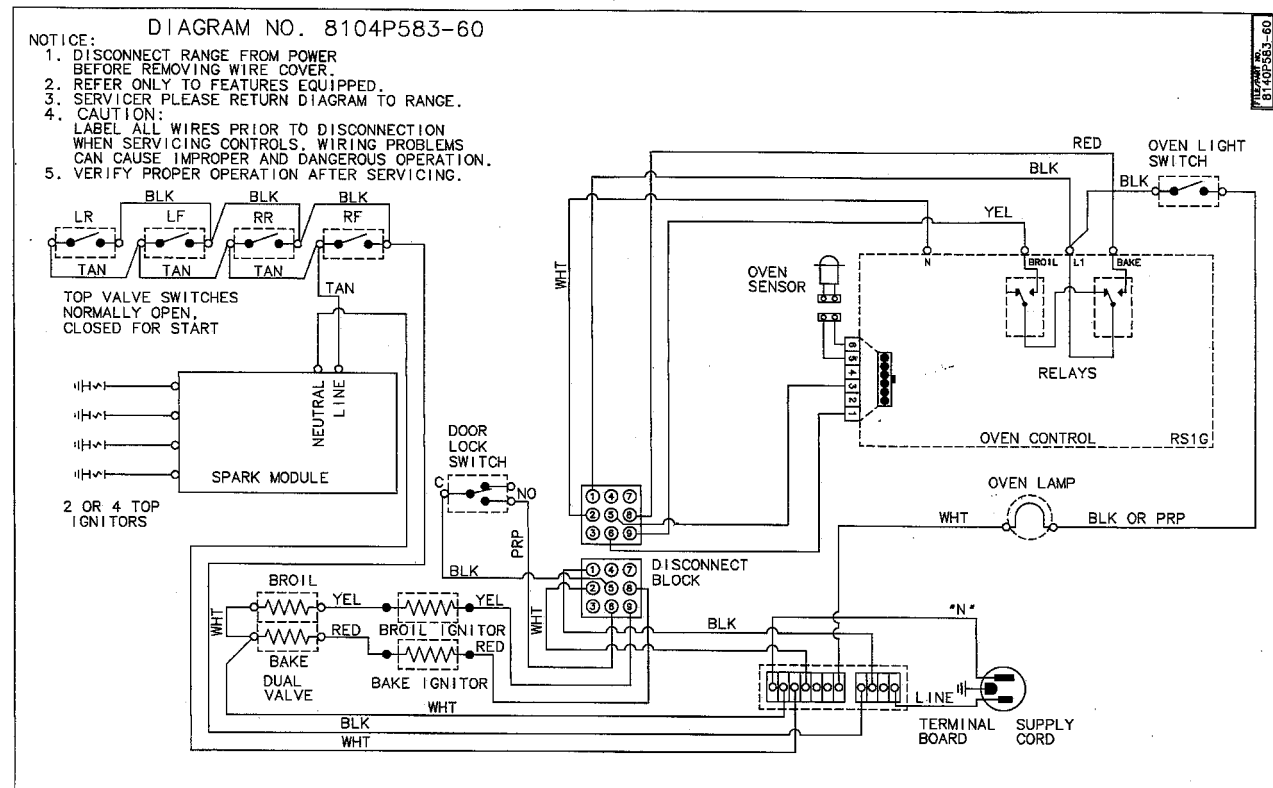 DIAGRAM NO. 8104P583-60
NOTICE:
1. DISCONNECT RANGE FROM POWER
BEFORE REMOVING WIRE COVER.
2. REFER ONLY TO FEATURES EQUIPPED.
3. SERVICER PLEASE RETURN DIAGRAM TO RANGE.
4. CAUTION:
LABEL ALL WIRES PRIOR TO DISCONNECTION
WHEN SERVICING CONTROLS, WIRING PROBLEMS
CAN CAUSE IMPROPER AND DANGEROUS OPERATION.
5. VERIFY PROPER OPERATION AFTER SERVICING.
8140P583-60
BLK BLK BLK
LR LF RR RF
TAN TAN TAN
TAN
TOP VALVE SWITCHES
NORMALLY OPEN,
CLOSED FOR START
NEUTRAL
LINE
SPARK MODULE
2 OR 4 TOP
IGNITORS
RED
BLK
BLK
OVEN LIGHT
SWITCH
YEL
WHT
N BROIL L1 BAKE
OVEN
SENSOR
6
5
4
3
2
1
RELAYS
OVEN CONTROL RS1G
DOOR
LOCK
SWITCH
C
NO
PRP
BLK
1 4 7
2 5 8
3 6 9
DISCONNECT
BLOCK
1 4 7
2 5 8
3 6 9
OVEN LAMP
WHT BLK OR PRP
BROIL
YEL YEL
WHT
BROIL IGNITOR
RED RED
BAKE
BAKE IGNITOR
DUAL
VALVE
WHT
WHT
BLK
WHT
BLK
"N"
LINE
TERMINAL
BOARD
SUPPLY
CORD